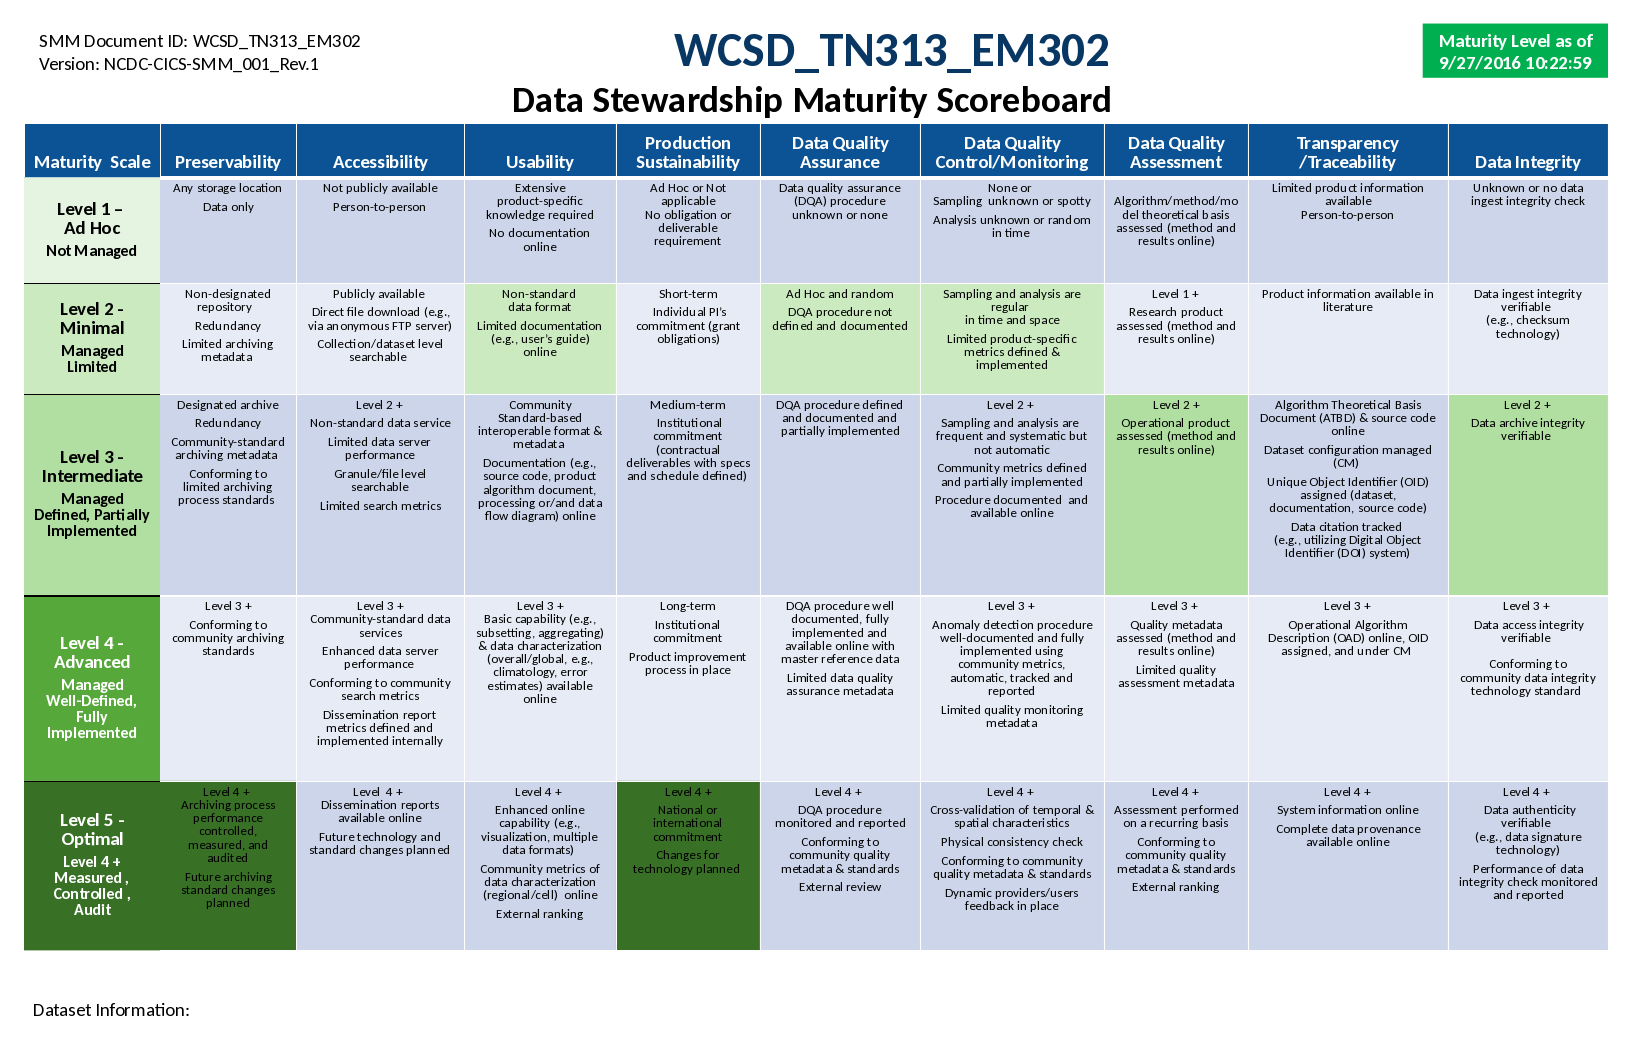 SMM Document ID: WCSD_TN313_EM302
Version: NCDC-CICS-SMM_001_Rev.1
WCSD_TN313_EM302
Data Stewardship Maturity Scoreboard
Maturity Level as of
9/27/2016 10:22:59
Maturity Scale
Preservability
Accessibility
Usability
Production
Sustainability
Data Quality
Assurance
Data Quality
Control/Monitoring
Data Quality
Assessment
Transparency
/Traceability
Data Integrity
Level 1 –
Ad Hoc
Not Managed
Any storage location
Data only
Not publicly available
Person-to-person
Extensive
product-specific
knowledge required
No documentation
online
Ad Hoc or Not
applicable
No obligation or
deliverable
requirement
Data quality assurance
(DQA) procedure
unknown or none
None or
Sampling unknown or spotty
Analysis unknown or random
in time
Algorithm/method/mo
del theoretical basis
assessed (method and
results online)
Limited product information
available
Person-to-person
Unknown or no data
ingest integrity check
Level 2 -
Minimal
Managed
Limited
Non-designated
repository
Redundancy
Limited archiving
metadata
Publicly available
Direct file download (e.g.,
via anonymous FTP server)
Collection/dataset level
searchable
Non-standard
data format
Limited documentation
(e.g., user's guide)
online
Short-term
Individual PI's
commitment (grant
obligations)
Ad Hoc and random
DQA procedure not
defined and documented
Sampling and analysis are
regular
in time and space
Limited product-specific
metrics defined &
implemented
Level 1 +
Research product
assessed (method and
results online)
Product information available in
literature
Data ingest integrity
verifiable
(e.g., checksum
technology)
Level 3 -
Intermediate
Managed
Defined, Partially
Implemented
Designated archive
Redundancy
Community-standard
archiving metadata
Conforming to
limited archiving
process standards
Level 2 +
Non-standard data service
Limited data server
performance
Granule/file level
searchable
Limited search metrics
Community
Standard-based
interoperable format &
metadata
Documentation (e.g.,
source code, product
algorithm document,
processing or/and data
flow diagram) online
Medium-term
Institutional
commitment
(contractual
deliverables with specs
and schedule defined)
DQA procedure defined
and documented and
partially implemented
Level 2 +
Sampling and analysis are
frequent and systematic but
not automatic
Community metrics defined
and partially implemented
Procedure documented and
available online
Level 2 +
Operational product
assessed (method and
results online)
Algorithm Theoretical Basis
Document (ATBD) & source code
online
Dataset configuration managed
(CM)
Unique Object Identifier (OID)
assigned (dataset,
documentation, source code)
Data citation tracked
(e.g., utilizing Digital Object
Identifier (DOI) system)
Level 2 +
Data archive integrity
verifiable
Level 4 -
Advanced
Managed
Well-Defined,
Fully
Implemented
Level 3 +
Conforming to
community archiving
standards
Level 3 +
Community-standard data
services
Enhanced data server
performance
Conforming to community
search metrics
Dissemination report
metrics defined and
implemented internally
Level 3 +
Basic capability (e.g.,
subsetting, aggregating)
& data characterization
(overall/global, e.g.,
climatology, error
estimates) available
online
Long-term
Institutional
commitment
Product improvement
process in place
DQA procedure well
documented, fully
implemented and
available online with
master reference data
Limited data quality
assurance metadata
Level 3 +
Anomaly detection procedure
well-documented and fully
implemented using
community metrics,
automatic, tracked and
reported
Limited quality monitoring
metadata
Level 3 +
Quality metadata
assessed (method and
results online)
Limited quality
assessment metadata
Level 3 +
Operational Algorithm
Description (OAD) online, OID
assigned, and under CM
Level 3 +
Data access integrity
verifiable
Conforming to
community data integrity
technology standard
Level 5 -
Optimal
Level 4 +
Measured ,
Controlled ,
Audit
Level 4 +
Archiving process
performance
controlled,
measured, and
audited
Future archiving
standard changes
planned
Level 4 +
Dissemination reports
available online
Future technology and
standard changes planned
Level 4 +
Enhanced online
capability (e.g.,
visualization, multiple
data formats)
Community metrics of
data characterization
(regional/cell) online
External ranking
Level 4 +
National or
international
commitment
Changes for
technology planned
Level 4 +
DQA procedure
monitored and reported
Conforming to
community quality
metadata & standards
External review
Level 4 +
Cross-validation of temporal &
spatial characteristics
Physical consistency check
Conforming to community
quality metadata & standards
Dynamic providers/users
feedback in place
Level 4 +
Assessment performed
on a recurring basis
Conforming to
community quality
metadata & standards
External ranking
Level 4 +
System information online
Complete data provenance
available online
Level 4 +
Data authenticity
verifiable
(e.g., data signature
technology)
Performance of data
integrity check monitored
and reported
Dataset Information: